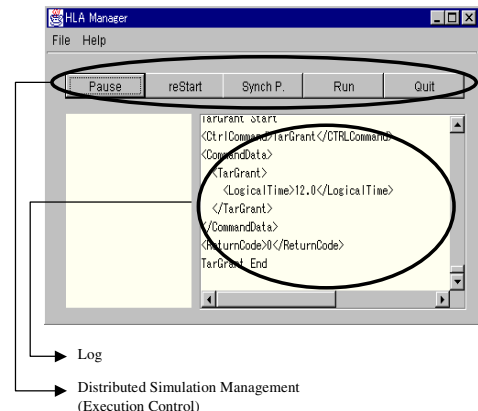 HLA Manager
File Help
Pause reStart Synch P. Run Quit
TarGrant Start
<CtrlCommand>TarGrant</CTRLCommand>
<CommandData>
<TarGrant>
<LogicalTime>12.0</LogicalTime>
</TarGrant>
</CommandData>
<ReturnCode>0</ReturnCode>
TarGrant End
Log
Distributed Simulation Management
(Execution Control)